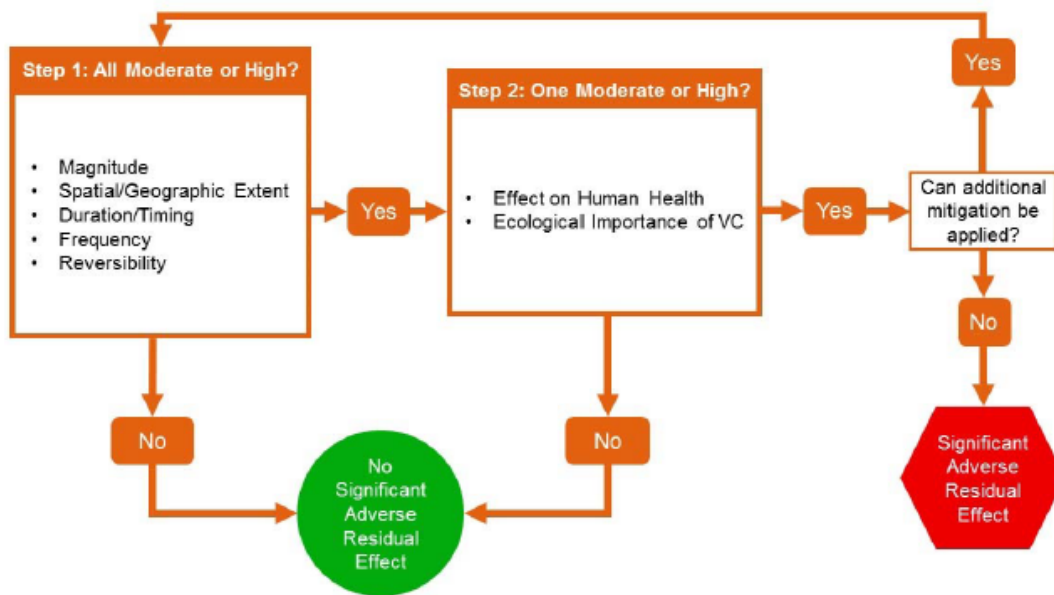 Yes
Step 1: All Moderate or High?
• Magnitude
• Spatial/Geographic Extent
• Duration/Timing
• Frequency
• Reversibility
Yes
Step 2: One Moderate or High?
• Effect on Human Health
• Ecological Importance of VC
Yes
Can additional
mitigation be
applied?
No
No
No
No
Significant
Adverse
Residual
Effect
Significant
Adverse
Residual
Effect